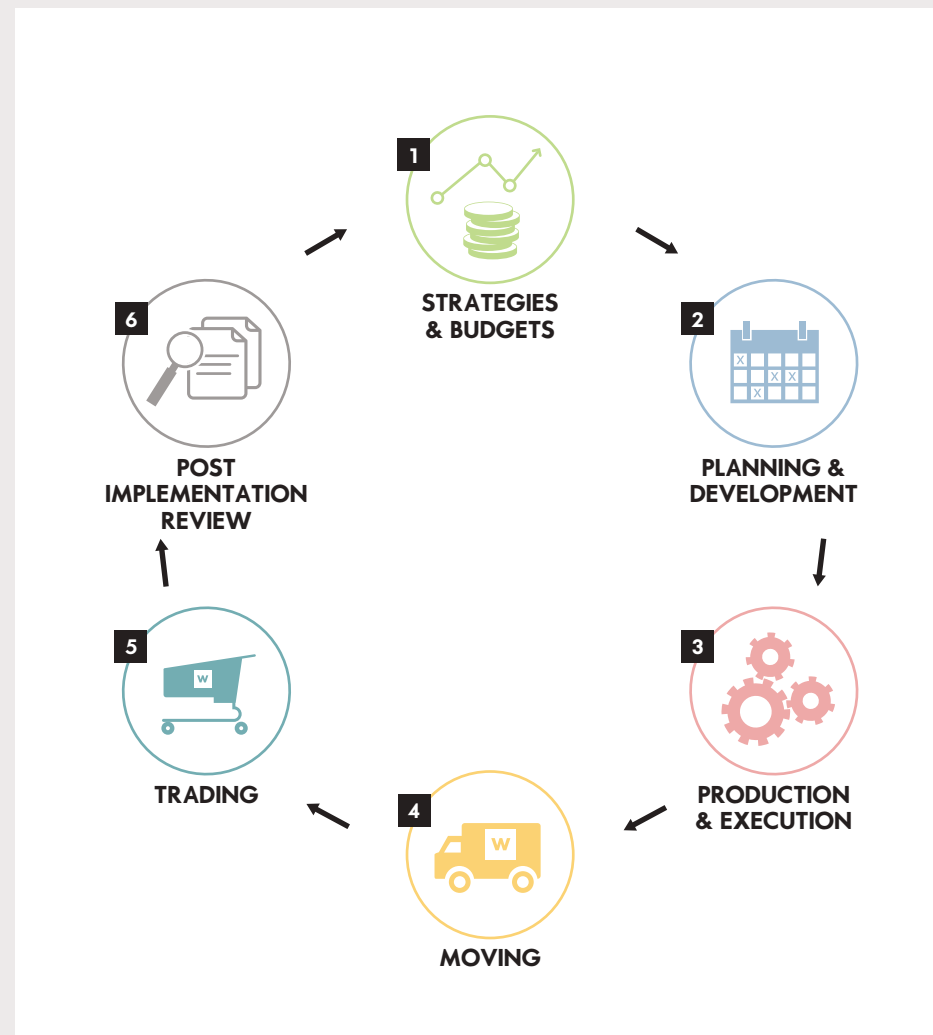 1
STRATEGIES
& BUDGETS
2
X
X X
X
PLANNING &
DEVELOPMENT
3
PRODUCTION
& EXECUTION
4
W
MOVING
5
W
TRADING
6
POST
IMPLEMENTATION
REVIEW